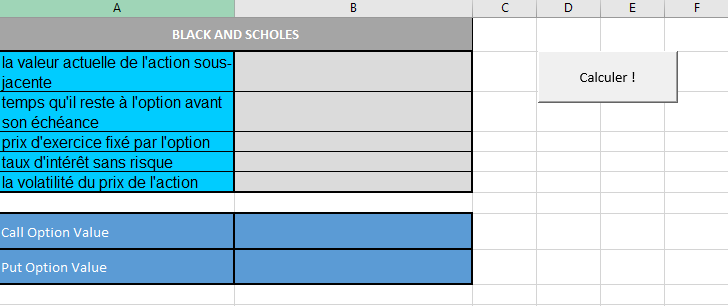 A B C D E F
BLACK AND SCHOLES
la valeur actuelle de l'action sous-
jacente
Calculer !
temps qu'il reste à l'option avant
son échéance
prix d'exercice fixé par l'option
taux d'intérêt sans risque
la volatilité du prix de l'action
Call Option Value
Put Option Value